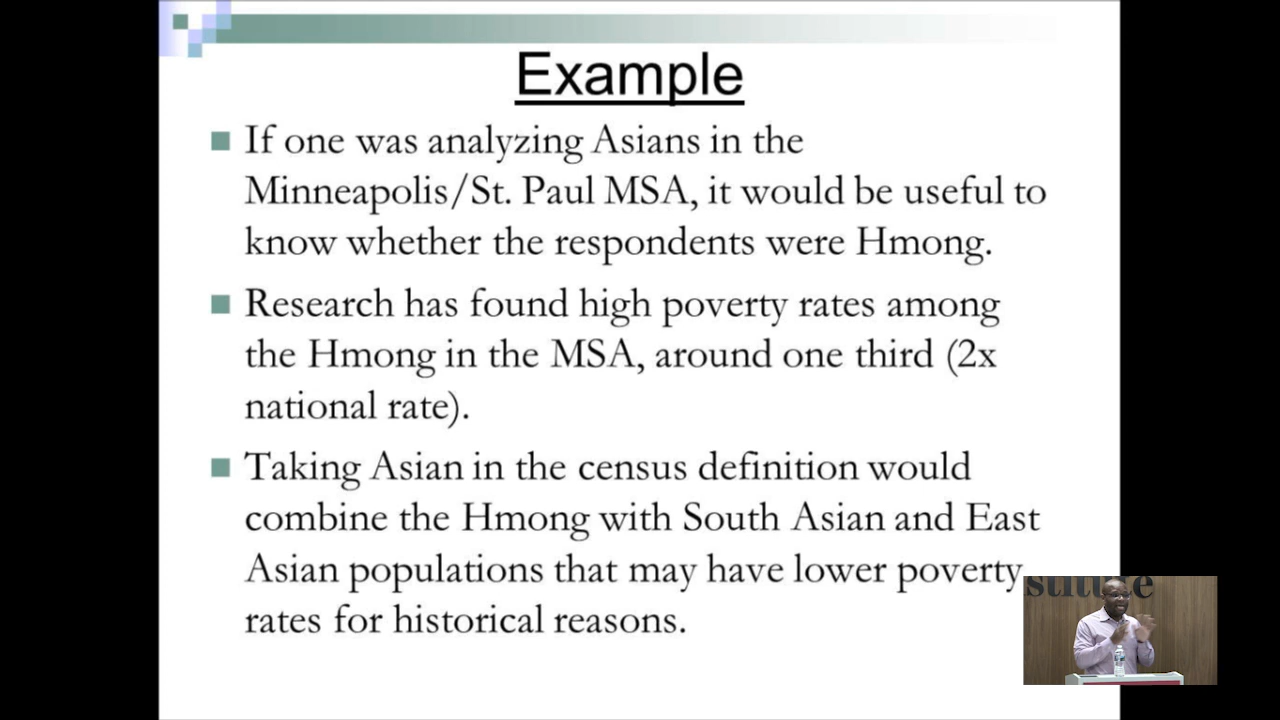 Example
If one was analyzing Asians in the
Minneapolis/St. Paul MSA, it would be useful to
know whether the respondents were Hmong.
Research has found high poverty rates among
the Hmong in the MSA, around one third (2x
national rate).
Taking Asian in the census definition would
combine the Hmong with South Asian and East
Asian populations that may have lower poverty
rates for historical reasons.